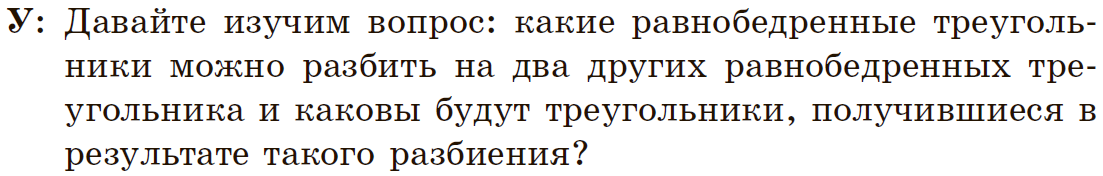 У: Давайте изучим вопрос: какие равнобедренные треуголь-
ники можно разбить на два других равнобедренных тре-
угольника и каковы будут треугольники, получившиеся в
результате такого разбиения?